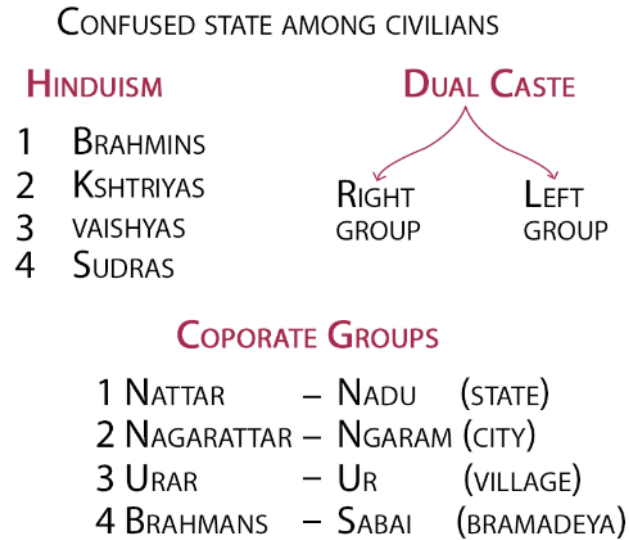 Confused state among civilians
Hinduism
1 Brahmins
2 Kshtriyas
3 vaishyas
4 Sudras
Dual Caste
Right group
Left group
Coporate Groups
1 Nattar – Nadu (state)
2 Nagarattar – Ngaram (city)
3 Urar – Ur (village)
4 Brahmans – Sabai (bramadeya)